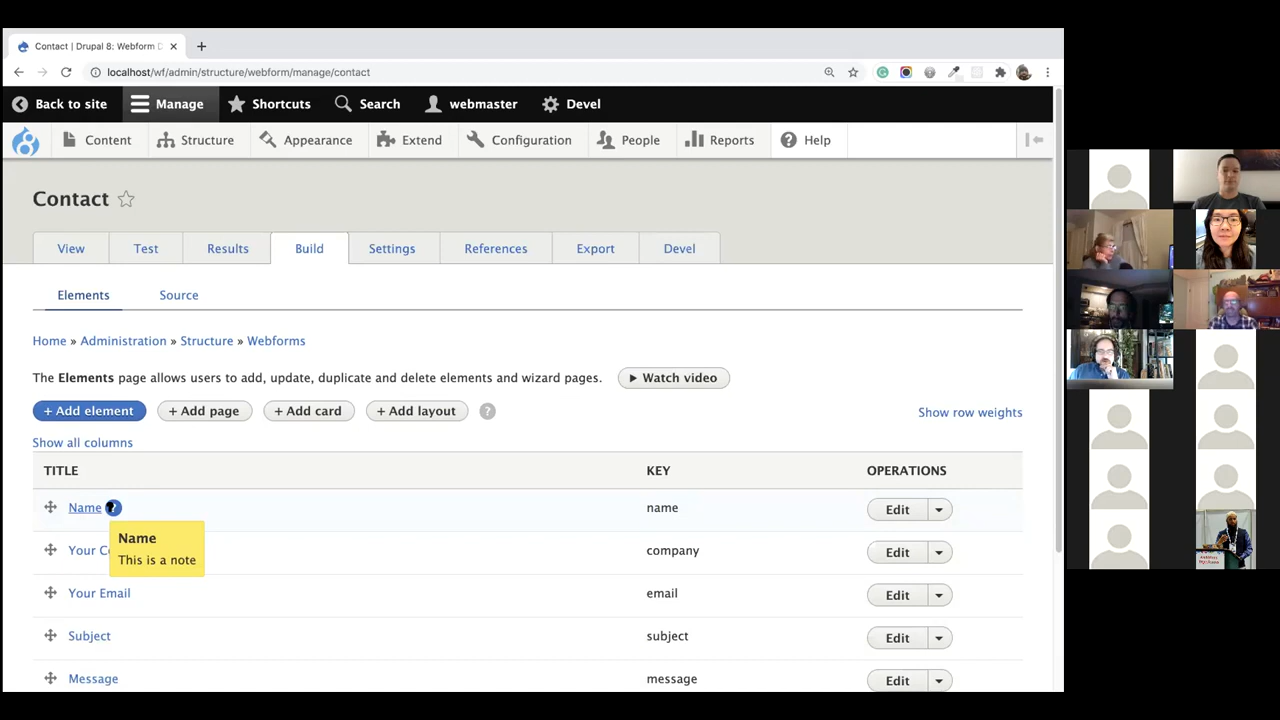 Contact | Drupal 8: Webform D
localhost/wf/admin/structure/webform/manage/contact
Back to site Manage Shortcuts Search webmaster Devel
Content Structure Appearance Extend Configuration People Reports Help
Contact
View Test Results Build Settings References Export Devel
Elements Source
Home » Administration » Structure » Webforms
The Elements page allows users to add, update, duplicate and delete elements and wizard pages. Watch video
+ Add element + Add page + Add card + Add layout ? Show row weights
Show all columns
TITLE KEY OPERATIONS
Name ? name Edit
Name
This is a note
Your C company Edit
Your Email email Edit
Subject subject Edit
Message message Edit